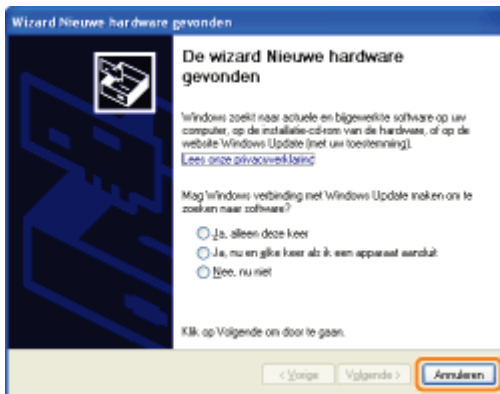 Wizard Nieuwe hardware gevonden
De wizard Nieuwe hardware
gevonden
Windows zoekt naar actuele en bijgewerkte software op uw
computer, op de installatie-cd-rom van de hardware, of op de
website Windows Update (met uw toestemming).
Lees onze privacyverklaring
Mag Windows verbinding met Windows Update maken om te
zoeken naar software?
Ja, alleen deze keer
Ja, nu en elke keer als ik een apparaat aansluit
Nee, nu niet
Klik op Volgende om door te gaan.
< Vorige
Volgende >
Annuleren